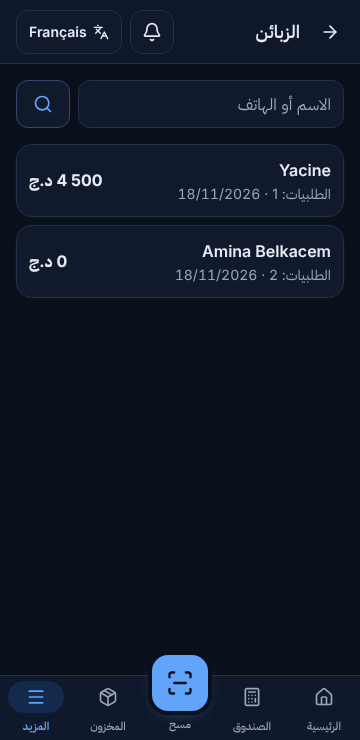 الزبائن
Français
الاسم أو الهاتف
Yacine
4 500 د.ج
الطلبيات: 1 · 18/11/2026
Amina Belkacem
0 د.ج
الطلبيات: 2 · 18/11/2026
الرئيسية
الصندوق
مسح
المخزون
المزيد